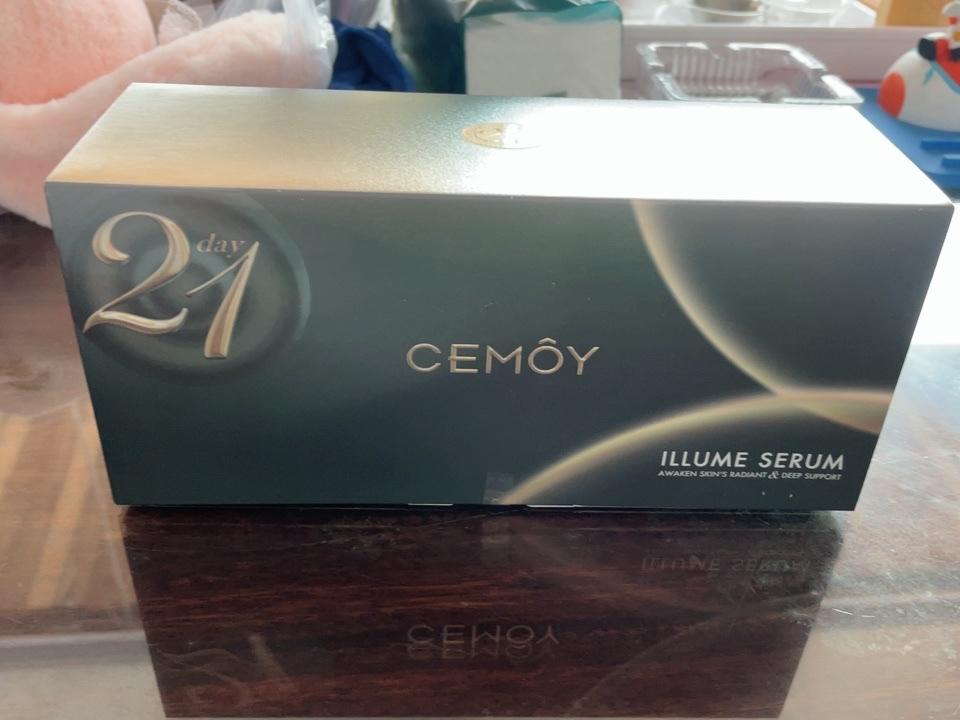 21 day
CEMÔY
ILLUME SERUM
AWAKEN SKIN'S RADIANT & DEEP SUPPORT